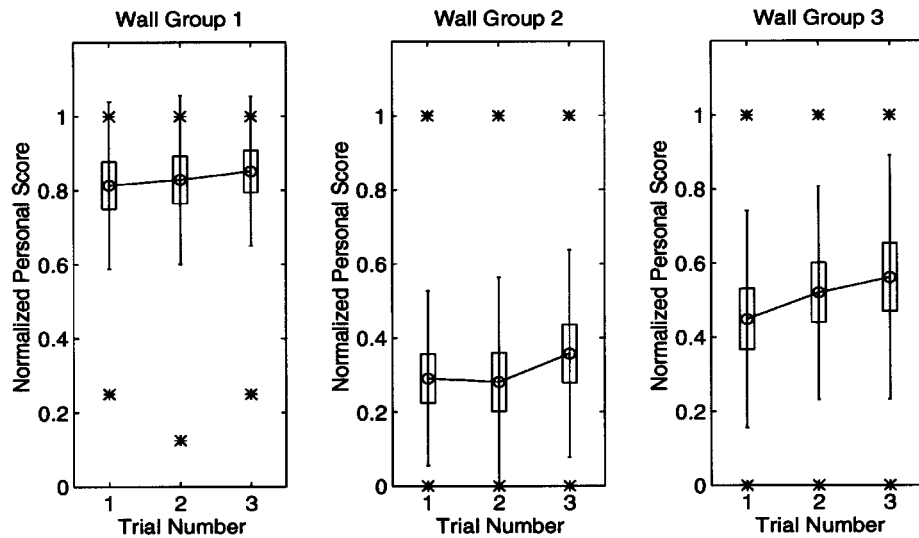 Wall Group 1
Normalized Personal Score
1
0.8
0.6
0.4
0.2
0
1 2 3
Trial Number
Wall Group 2
Normalized Personal Score
1
0.8
0.6
0.4
0.2
0
1 2 3
Trial Number
Wall Group 3
Normalized Personal Score
1
0.8
0.6
0.4
0.2
0
1 2 3
Trial Number